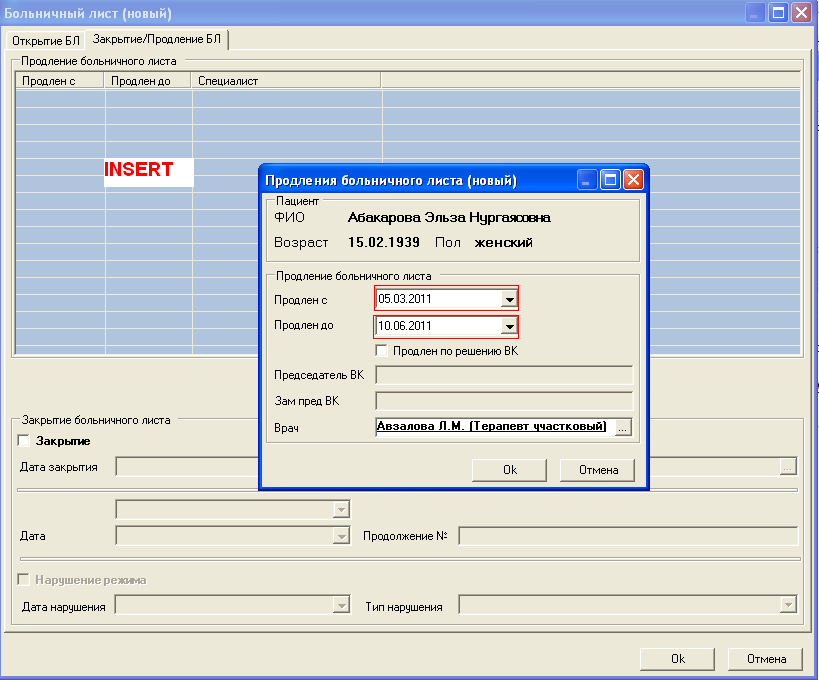 Больничный лист (новый)
Открытие БЛ
Закрытие/Продление БЛ
Продление больничного листа
Продлен с
Продлен до
Специалист
INSERT
Продления больничного листа (новый)
Пациент
ФИО Абакарова Эльза Нургаясовна
Возраст 15.02.1939 Пол женский
Продление больничного листа
Продлен с 05.03.2011
Продлен до 10.06.2011
Продлен по решению ВК
Председатель ВК
Зам пред ВК
Врач Авзалова Л.М. (Терапевт участковый) ...
Ok Отмена
Закрытие больничного листа
Закрытие
Дата закрытия ...
Дата Продолжение №
Нарушение режима
Дата нарушения Тип нарушения
Ok Отмена